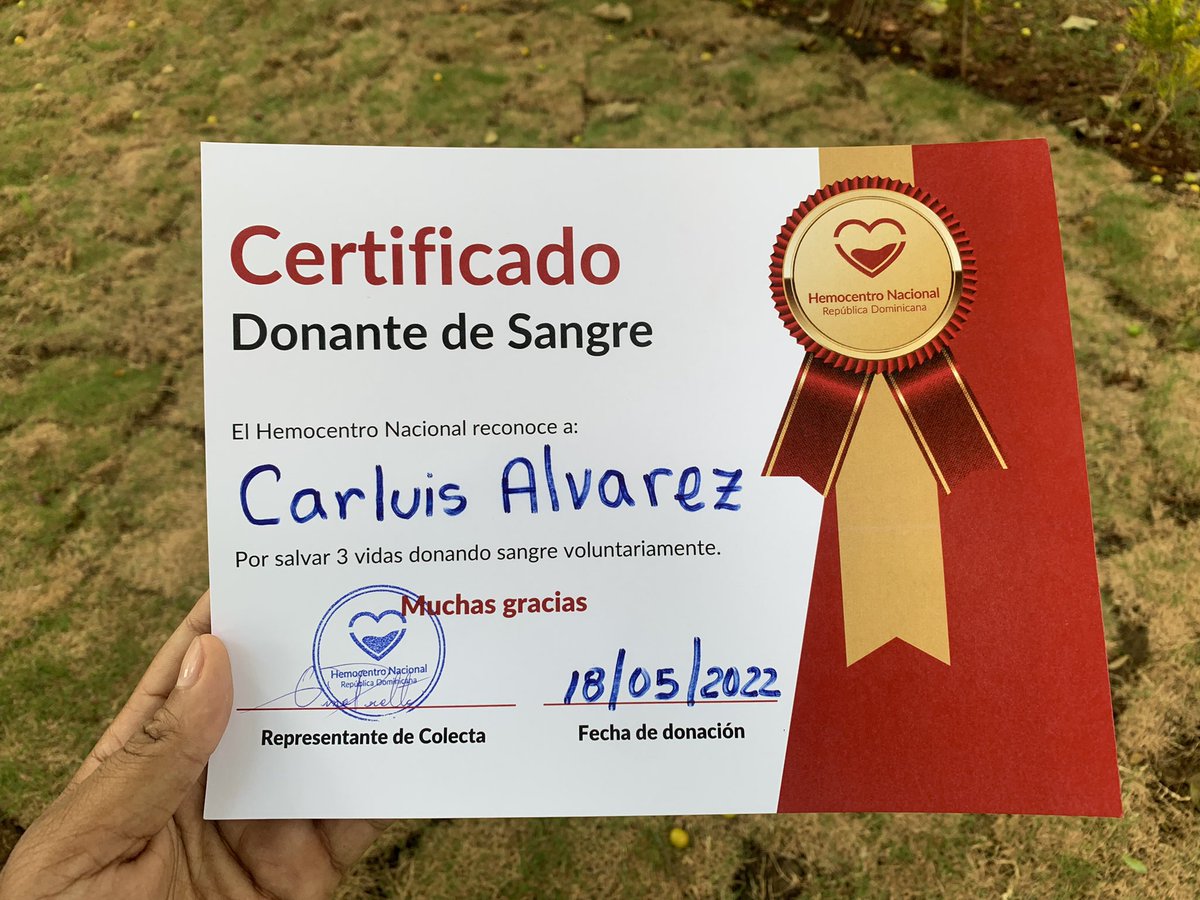 Certificado
Donante de Sangre
Hemocentro Nacional
República Dominicana
El Hemocentro Nacional reconoce a:
Carluis Alvarez
Por salvar 3 vidas donando sangre voluntariamente.
Muchas gracias
Hemocentro Nacional
República Dominicana
18/05/2022
Representante de Colecta
Fecha de donación